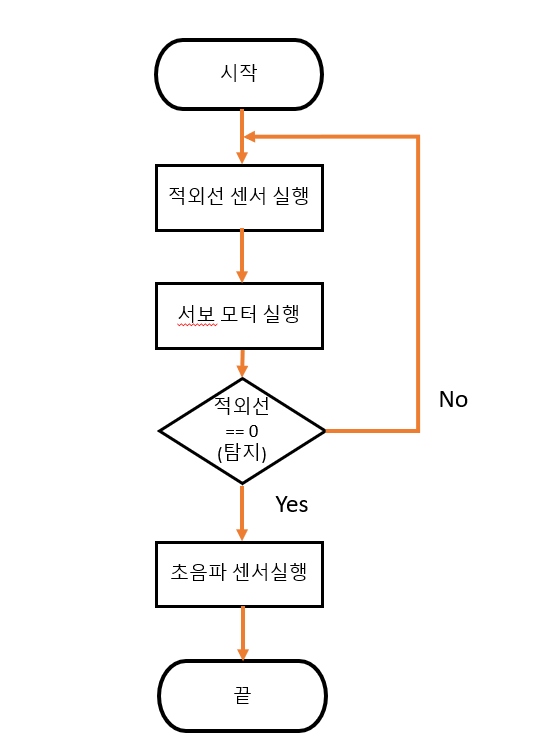 시작
적외선 센서 실행
서보 모터 실행
적외선
== 0
(탐지)
No
Yes
초음파 센서실행
끝